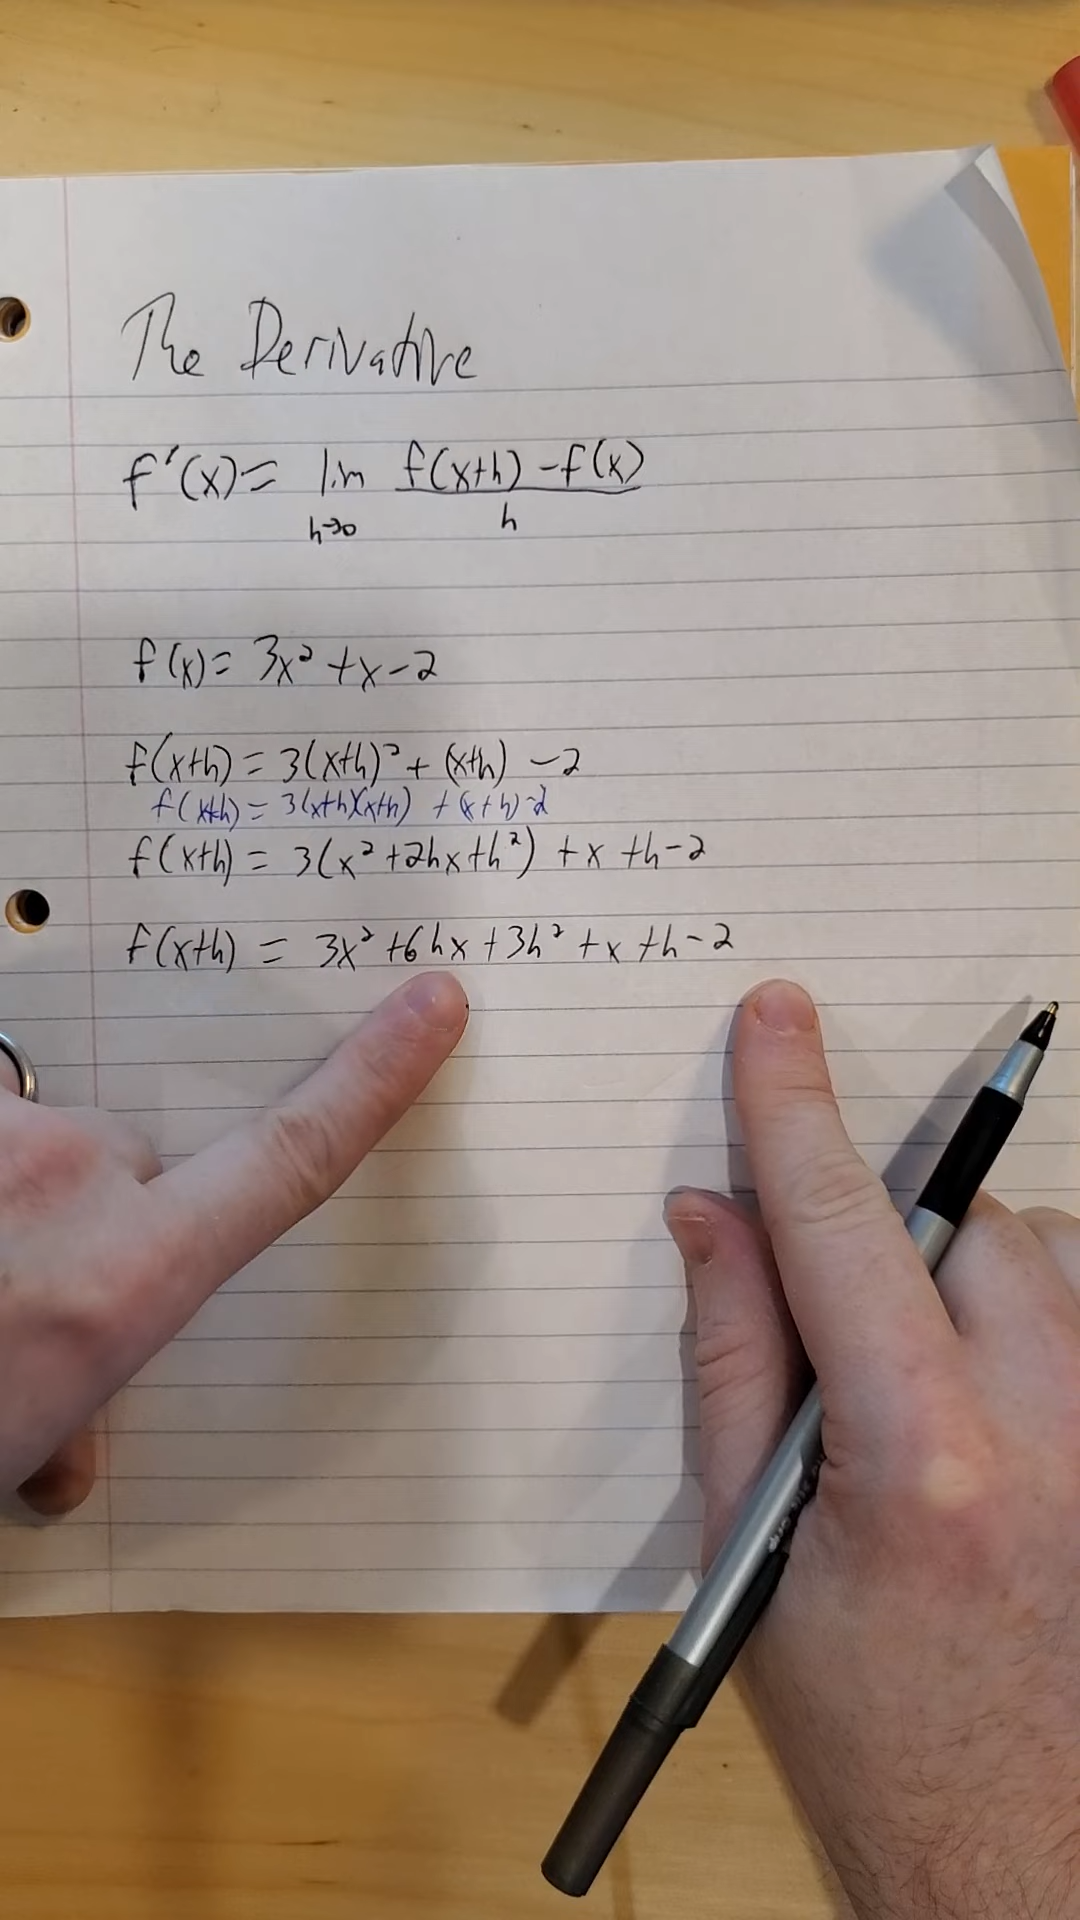 The Derivative
f'(x) = lim f(x+h) - f(x)
h→0 h
f(x) = 3x² + x - 2
f(x+h) = 3(x+h)² + (x+h) - 2
f(x+h) = 3(x+h)(x+h) + (x+h) - 2
f(x+h) = 3(x² + 2hx + h²) + x + h - 2
f(x+h) = 3x² + 6hx + 3h² + x + h - 2